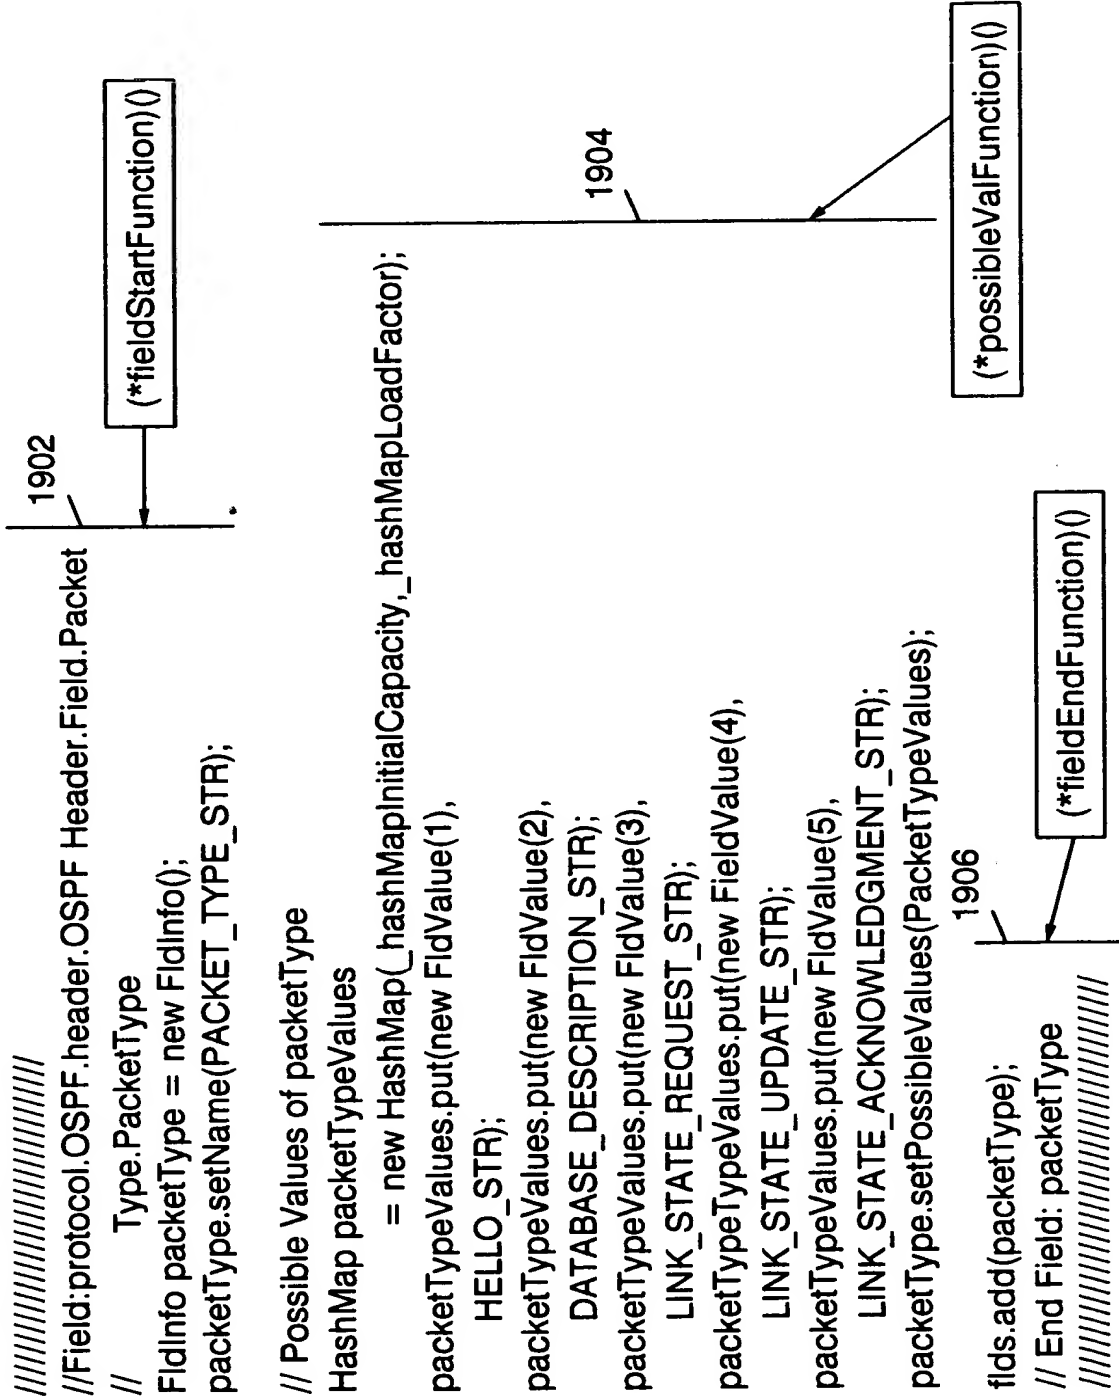 ////////////////////////////////////
//Field:protocol.OSPF.header.OSPF Header.Field.Packet
// Type.PacketType
FldInfo packetType = new FldInfo();
packetType.setName(PACKET_TYPE_STR);
1902
(*fieldStartFunction)()
// Possible Values of packetType
HashMap packetTypeValues
= new HashMap(_hashMapInitialCapacity,_hashMapLoadFactor);
packetTypeValues.put(new FldValue(1),
HELLO_STR);
packetTypeValues.put(new FldValue(2),
DATABASE_DESCRIPTION_STR);
packetTypeValues.put(new FldValue(3),
LINK_STATE_REQUEST_STR);
packetTypeTypeValues.put(new FieldValue(4),
LINK_STATE_UPDATE_STR);
packetTypeValues.put(new FldValue(5),
LINK_STATE_ACKNOWLEDGMENT_STR);
packetType.setPossibleValues(PacketTypeValues);
1904
(*possibleValFunction)()
flds.add(packetType);
// End Field: packetType
////////////////////////////////////
1906
(*fieldEndFunction)()